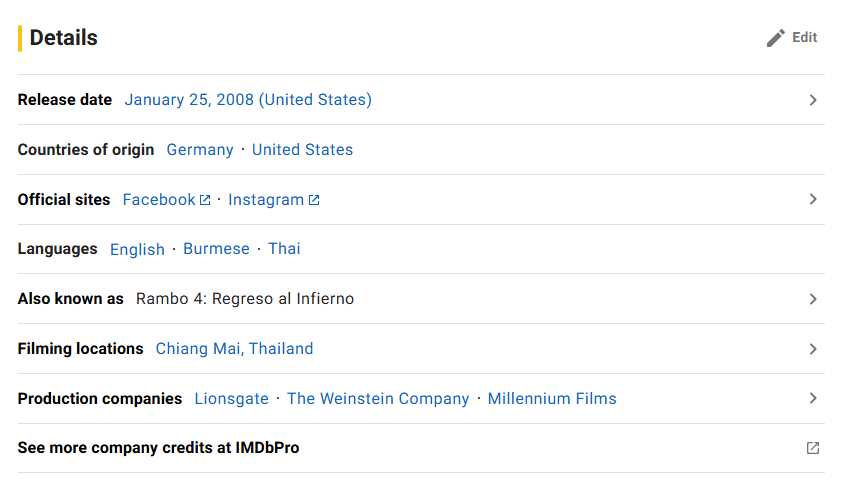 Details
Edit
Release date January 25, 2008 (United States)
Countries of origin Germany · United States
Official sites Facebook · Instagram
Languages English · Burmese · Thai
Also known as Rambo 4: Regreso al Infierno
Filming locations Chiang Mai, Thailand
Production companies Lionsgate · The Weinstein Company · Millennium Films
See more company credits at IMDbPro